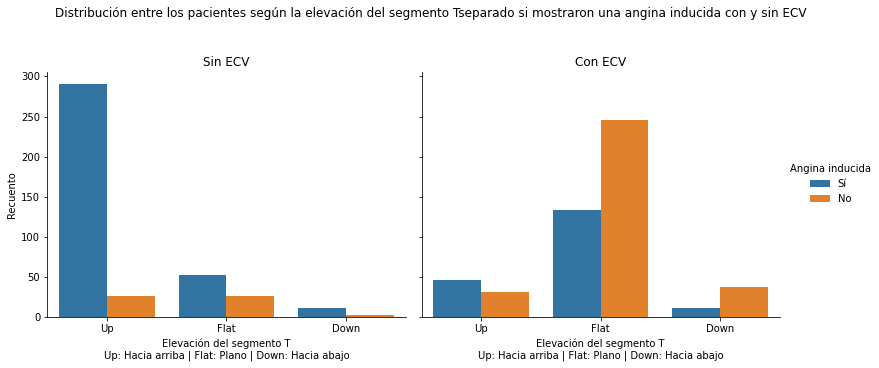 Distribución entre los pacientes según la elevación del segmento Tseparado si mostraron una angina inducida con y sin ECV
Sin ECV
Con ECV
Recuento
300
250
200
150
100
50
0
Up
Flat
Down
Up
Flat
Down
Elevación del segmento T
Up: Hacia arriba | Flat: Plano | Down: Hacia abajo
Elevación del segmento T
Up: Hacia arriba | Flat: Plano | Down: Hacia abajo
Angina inducida
Sí
No